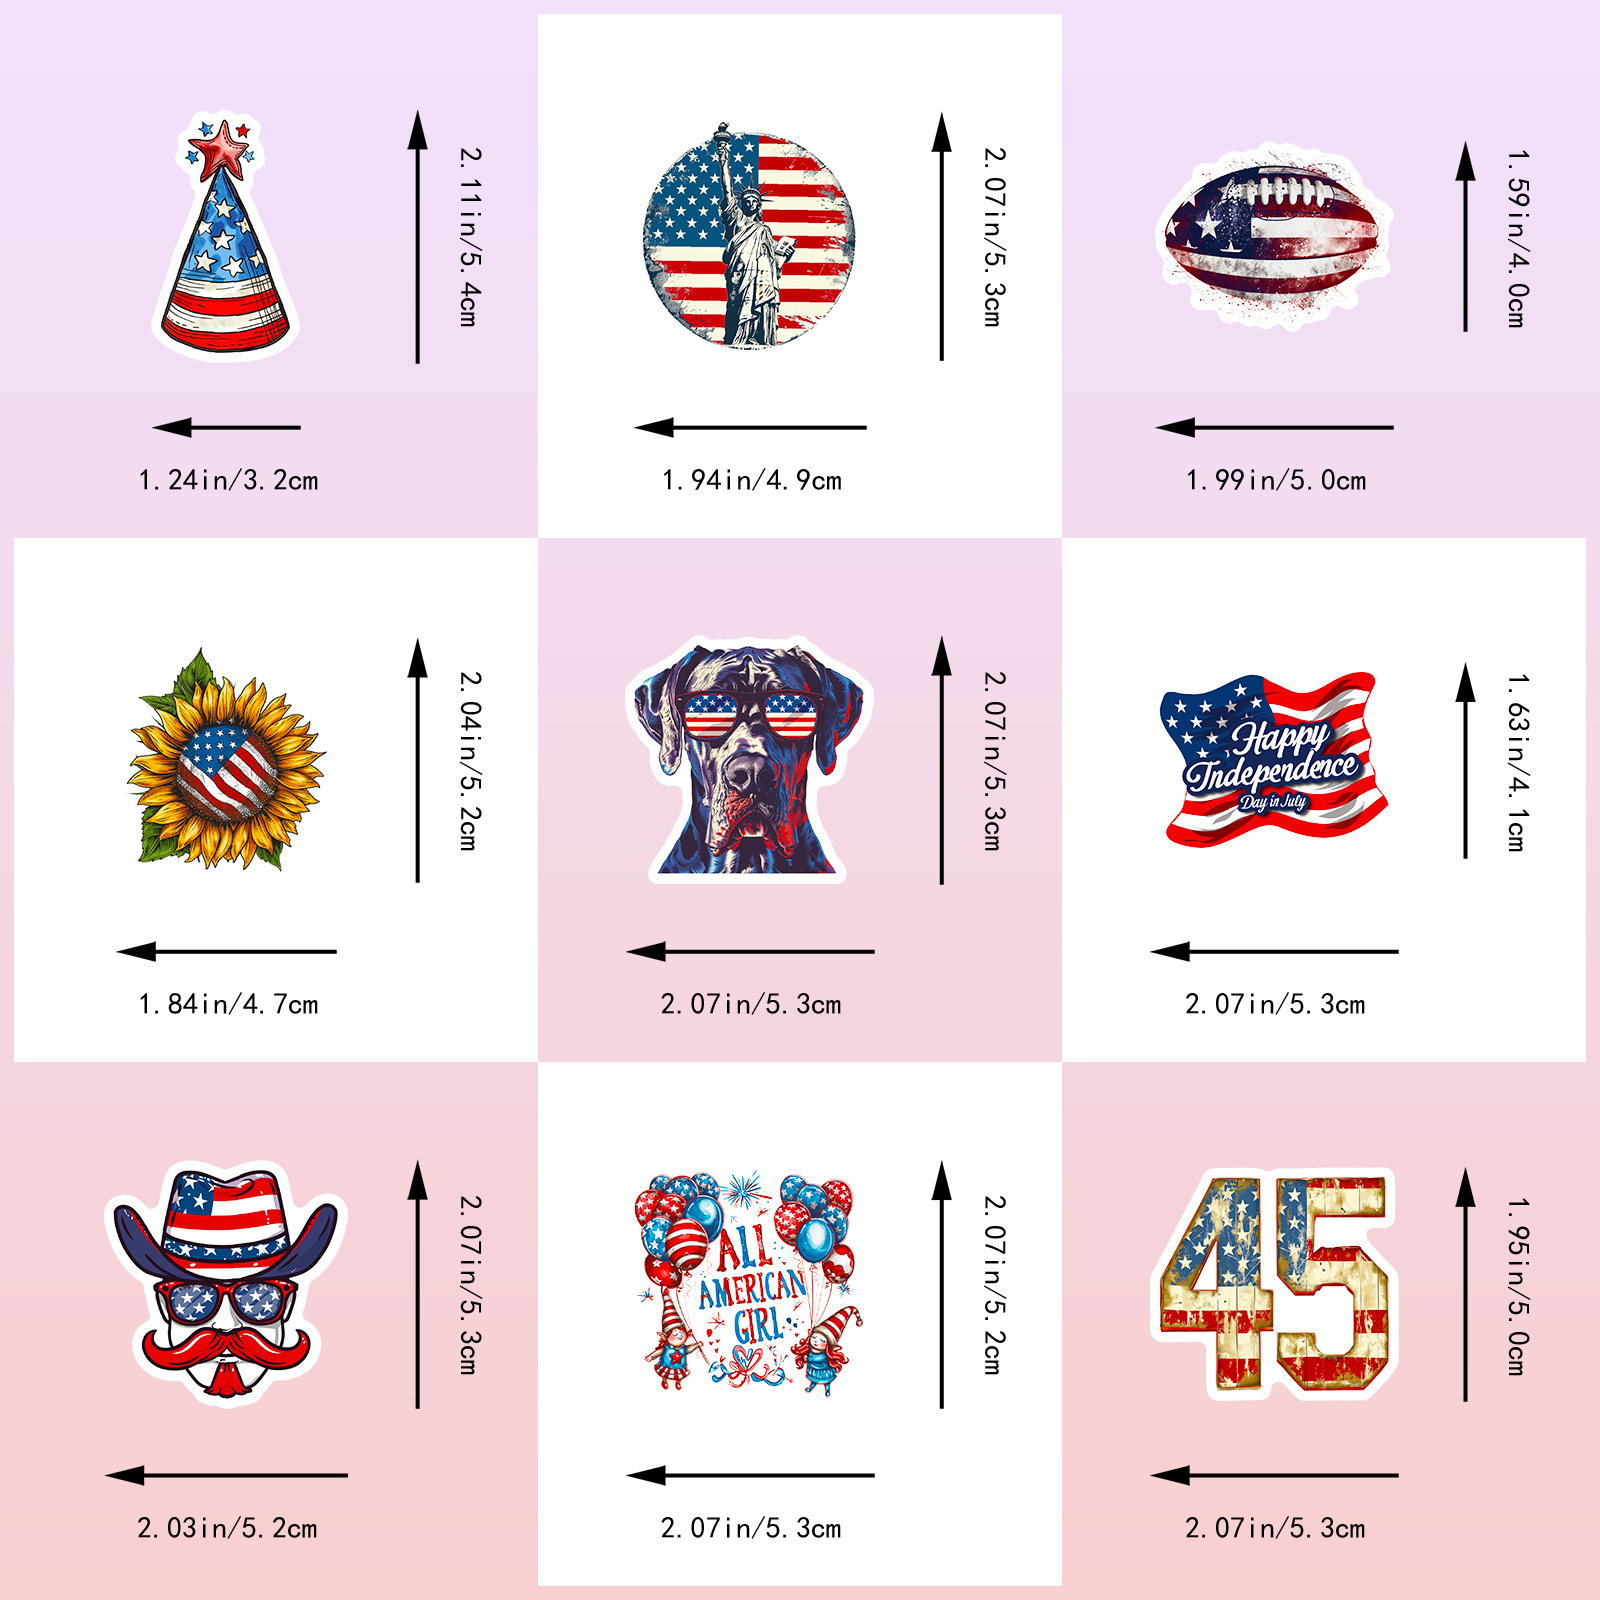 2.11in/5.4cm
1.24in/3.2cm
2.07in/5.3cm
1.94in/4.9cm
1.59in/4.0cm
1.99in/5.0cm
2.04in/5.2cm
1.84in/4.7cm
2.07in/5.3cm
2.07in/5.3cm
Happy
Independence
Day in July
1.63in/4.1cm
2.07in/5.3cm
2.07in/5.3cm
2.03in/5.2cm
ALL
AMERICAN
GIRL
2.07in/5.2cm
2.07in/5.3cm
45
1.95in/5.0cm
2.07in/5.3cm